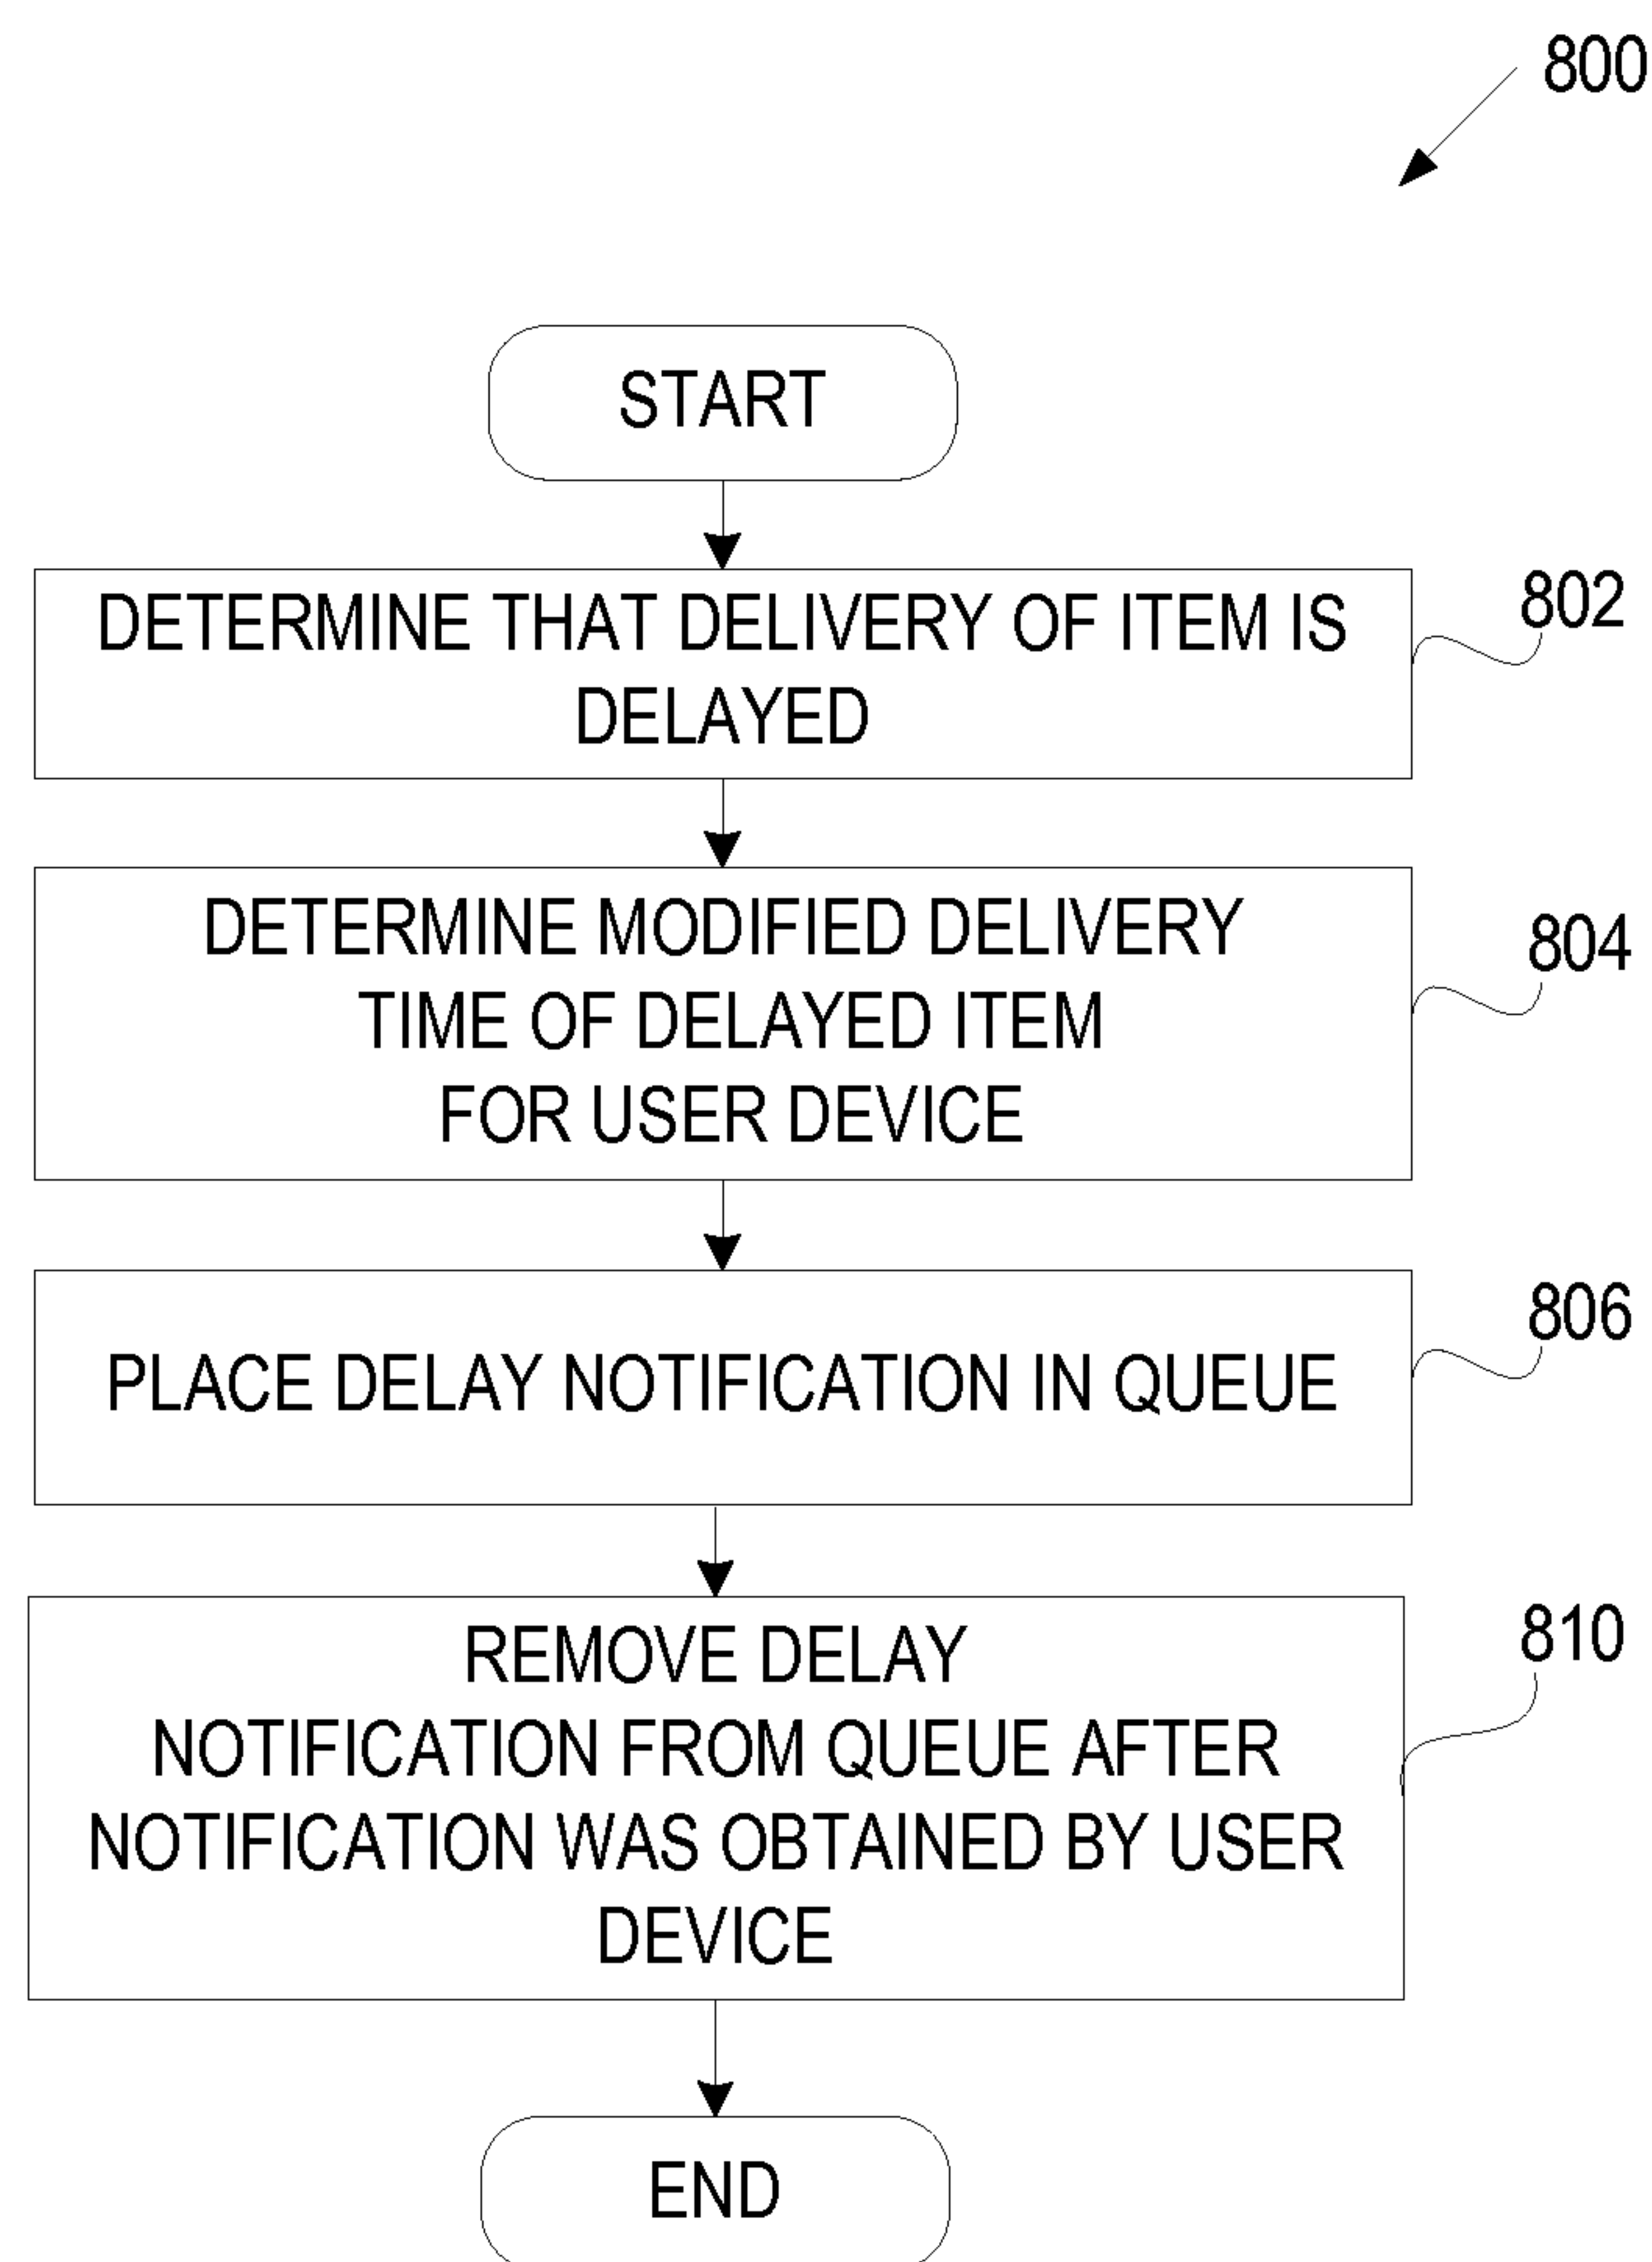 800
START
DETERMINE THAT DELIVERY OF ITEM IS
DELAYED
802
DETERMINE MODIFIED DELIVERY
TIME OF DELAYED ITEM
FOR USER DEVICE
804
PLACE DELAY NOTIFICATION IN QUEUE
806
REMOVE DELAY
NOTIFICATION FROM QUEUE AFTER
NOTIFICATION WAS OBTAINED BY USER
DEVICE
810
END